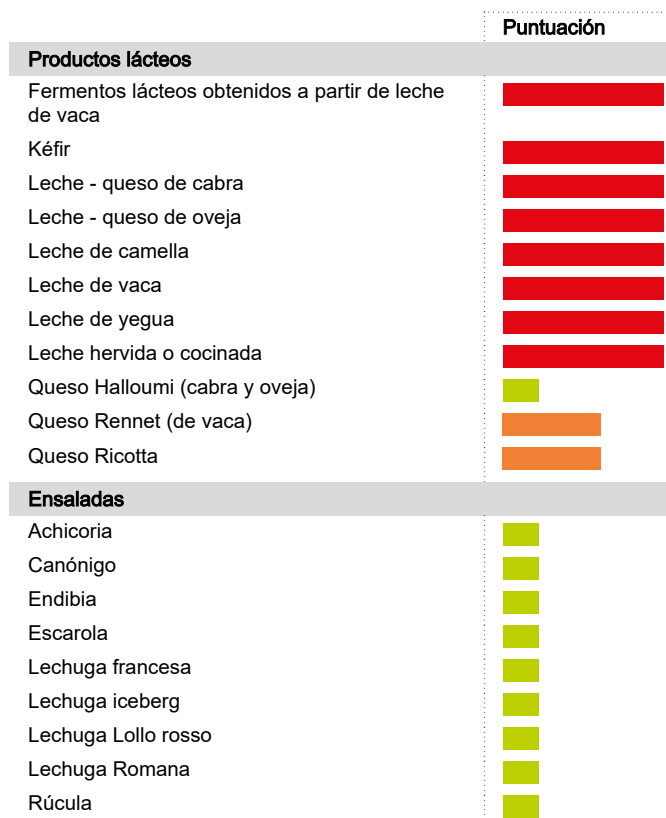 Puntuación
Productos lácteos
Fermentos lácteos obtenidos a partir de leche
de vaca
Kéfir
Leche - queso de cabra
Leche - queso de oveja
Leche de camella
Leche de vaca
Leche de yegua
Leche hervida o cocinada
Queso Halloumi (cabra y oveja)
Queso Rennet (de vaca)
Queso Ricotta
Ensaladas
Achicoria
Canónigo
Endibia
Escarola
Lechuga francesa
Lechuga iceberg
Lechuga Lollo rosso
Lechuga Romana
Rúcula